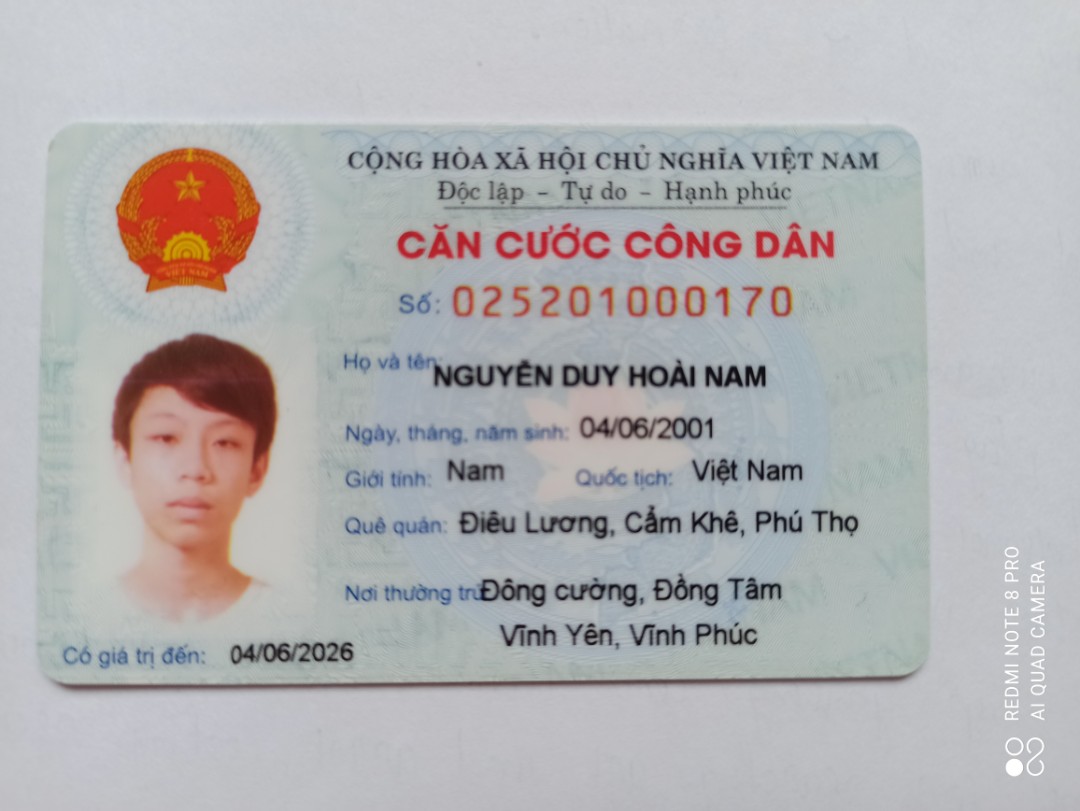 CỘNG HÒA XÃ HỘI CHỦ NGHĨA VIỆT NAM
Độc lập - Tự do - Hạnh phúc
CĂN CƯỚC CÔNG DÂN
Số: 025201000170
Họ và tên: NGUYỄN DUY HOÀI NAM
Ngày, tháng, năm sinh: 04/06/2001
Giới tính: Nam Quốc tịch: Việt Nam
Quê quán: Điêu Lương, Cẩm Khê, Phú Thọ
Nơi thường trú: Đông cường, Đồng Tâm
Vĩnh Yên, Vĩnh Phúc
Có giá trị đến: 04/06/2026
VIỆT NAM
REDMI NOTE 8 PRO
AI QUAD CAMERA